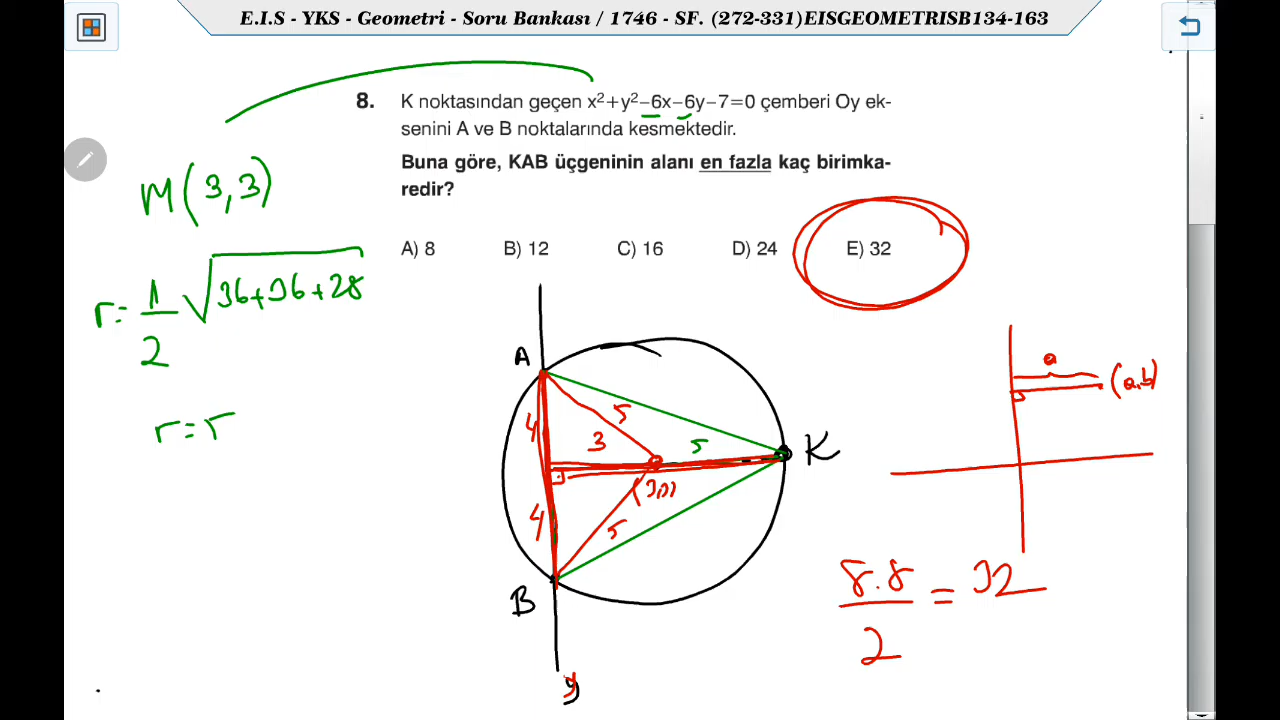 E.I.S - YKS - Geometri - Soru Bankası / 1746 - SF. (272-331)EISGEOMETRISB134-163
8. K noktasından geçen x²+y²−6x−6y−7=0 çemberi Oy ek-
senini A ve B noktalarında kesmektedir.
Buna göre, KAB üçgeninin alanı en fazla kaç birimka-
redir?
A) 8 B) 12 C) 16 D) 24 E) 32
M(3,3)
r=1/2 √36+36+28
r=5
A
4 5
3 5 K
(3,3)
4 5
B
y
a
(a,b)
8.8/2 = 32